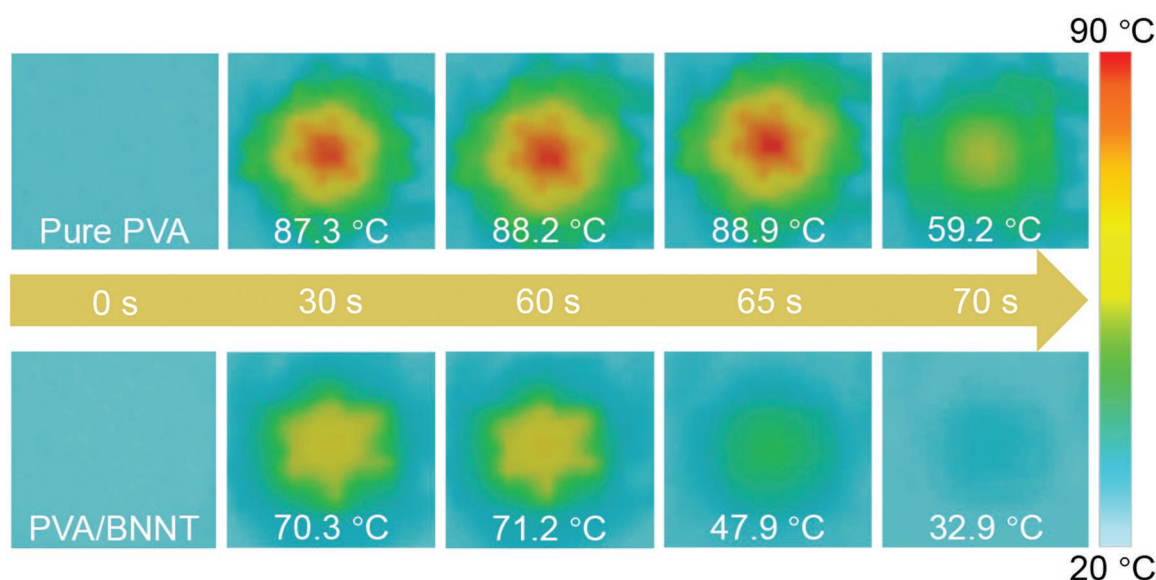 90 °C
Pure PVA 87.3 °C 88.2 °C 88.9 °C 59.2 °C
0 s 30 s 60 s 65 s 70 s
PVA/BNNT 70.3 °C 71.2 °C 47.9 °C 32.9 °C
20 °C